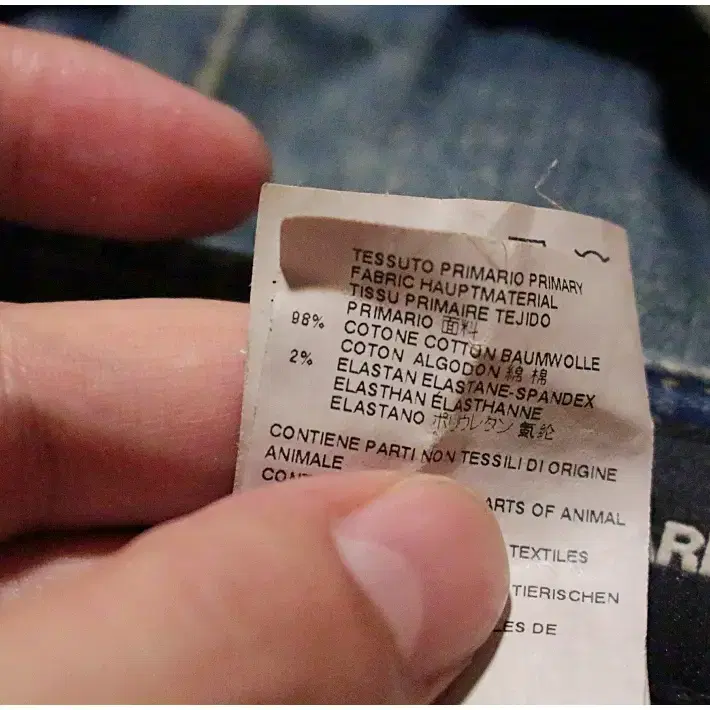 TESSUTO PRIMARIO PRIMARY
FABRIC HAUPTMATERIAL
TISSU PRIMAIRE TEJIDO
PRIMARIO 面料
98% COTONE COTTON BAUMWOLLE
COTON ALGODON 綿 棉
2% ELASTAN ELASTANE-SPANDEX
ELASTHAN ÉLASTHANNE
ELASTANO ポリウレタン 氨纶
CONTIENE PARTI NON TESSILI DI ORIGINE
ANIMALE
ARTS OF ANIMAL
TEXTILES
TIERISCHEN
LES DE